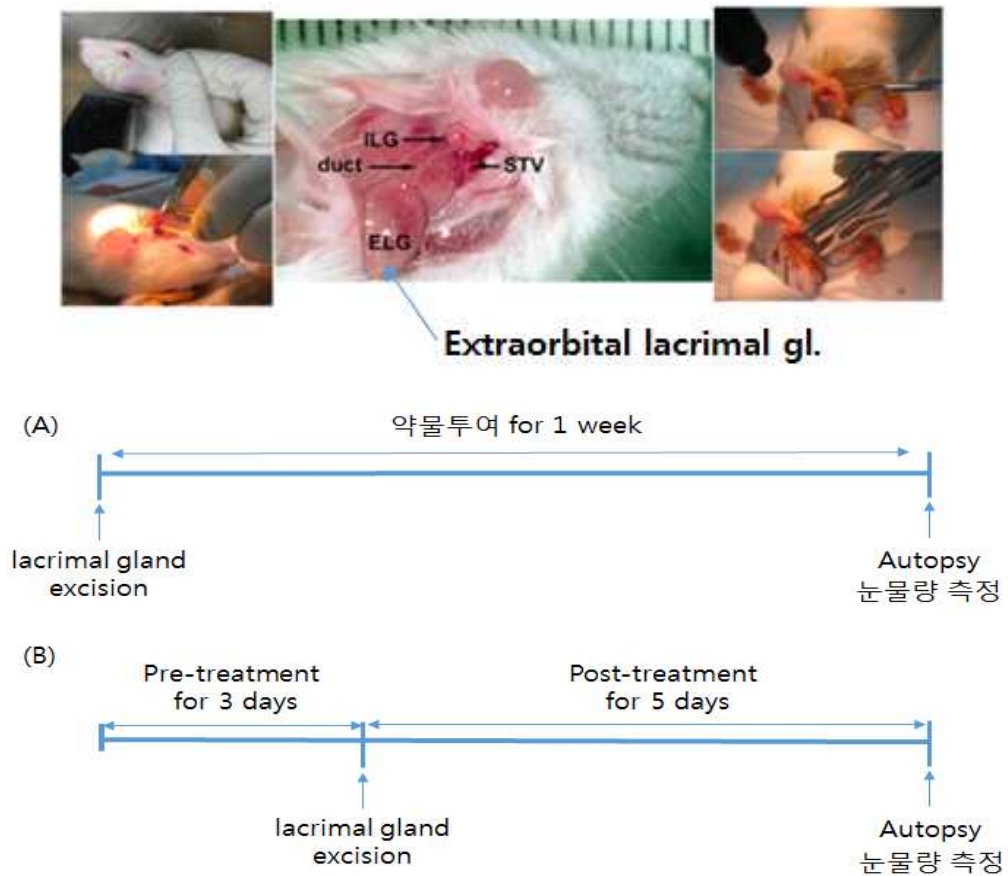 ILG
duct
STV
ELG
Extraorbital lacrimal gl.
(A)
약물투여 for 1 week
lacrimal gland
excision
Autopsy
눈물량 측정
(B)
Pre-treatment
for 3 days
Post-treatment
for 5 days
lacrimal gland
excision
Autopsy
눈물량 측정